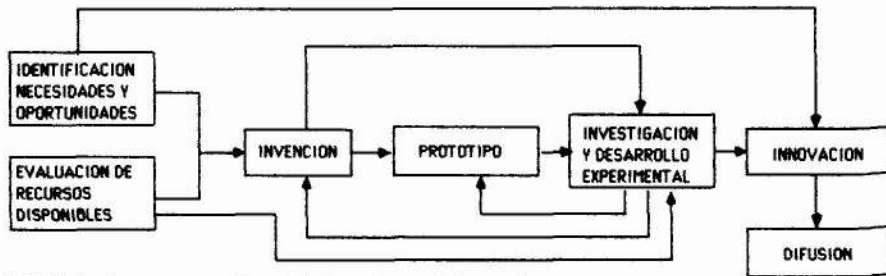 IDENTIFICACION
NECESIDADES Y
OPORTUNIDADES
EVALUACION DE
RECURSOS
DISPONIBLES
INVENCION
PROTOTIPO
INVESTIGACION
Y DESARROLLO
EXPERIMENTAL
INNOVACION
DIFUSION